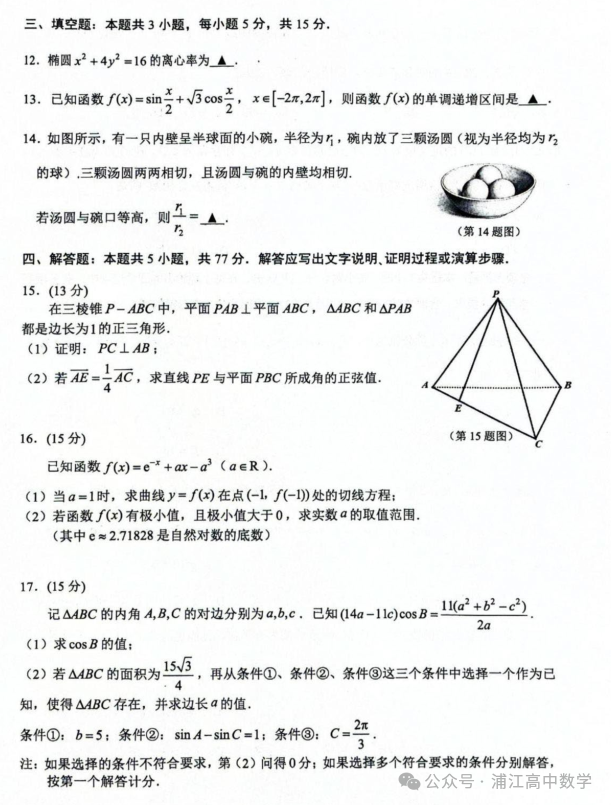 三、填空题：本题共 3 小题，每小题 5 分，共 15 分．
12．椭圆 x² + 4y² = 16 的离心率为 ▲ ．
13．已知函数 f(x) = sin x/2 + √3 cos x/2 ，x∈[-2π,2π]，则函数 f(x) 的单调递增区间是 ▲ ．
14．如图所示，有一只内壁呈半球面的小碗，半径为 r₁，碗内放了三颗汤圆（视为半径均为 r₂
的球）.三颗汤圆两两相切，且汤圆与碗的内壁均相切.
若汤圆与碗口等高，则 r₁/r₂ = ▲ ．
（第 14 题图）
四、解答题：本题共 5 小题，共 77 分．解答应写出文字说明、证明过程或演算步骤．
15．(13 分)
在三棱锥 P－ABC 中，平面 PAB⊥平面 ABC，△ABC 和 △PAB
都是边长为 1 的正三角形．
（1）证明：PC⊥AB；
（2）若 AE = 1/4 AC，求直线 PE 与平面 PBC 所成角的正弦值．
P
A
B
E
C
（第 15 题图）
16．(15 分)
已知函数 f(x) = e⁻ˣ + ax − a³（a∈R）．
（1）当 a = 1 时，求曲线 y = f(x) 在点 (−1, f(−1)) 处的切线方程；
（2）若函数 f(x) 有极小值，且极小值大于 0，求实数 a 的取值范围．
（其中 e ≈ 2.71828 是自然对数的底数）
17．(15 分)
记 △ABC 的内角 A,B,C 的对边分别为 a,b,c．已知 (14a−11c)cos B = 11(a² + b² − c²)/2a ．
（1）求 cos B 的值；
（2）若 △ABC 的面积为 15√3/4 ，再从条件①、条件②、条件③这三个条件中选择一个作为已
知，使得 △ABC 存在，并求边长 a 的值．
条件①：b = 5；条件②：sin A − sin C = 1；条件③：C = 2π/3 ．
注：如果选择的条件不符合要求，第（2）问得 0 分；如果选择多个符合要求的条件分别解答，
按第一个解答计分．
公众号 · 浦江高中数学